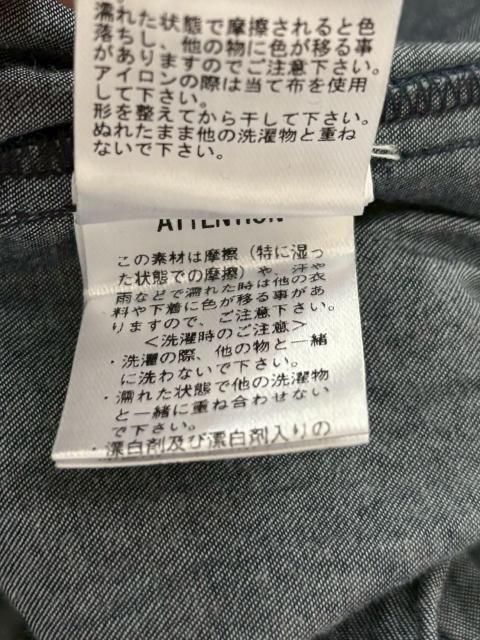 濡れた状態で摩擦されると色
落ちし、他の物に色が移る事
がありますのでご注意下さい。
アイロンの際は当て布を使用
して下さい。
形を整えてから干して下さい。
ぬれたまま他の洗濯物と重ね
ないで下さい。
ATTENTION
この素材は摩擦（特に湿っ
た状態での摩擦）や、汗や
雨などで濡れた時は他の衣
料や下着に色が移る事があ
りますので、ご注意下さい。
＜洗濯時のご注意＞
・洗濯の際、他の物と一緒
に洗わないで下さい。
・濡れた状態で他の洗濯物
と一緒に重ね合わせない
で下さい。
・漂白剤及び漂白剤入りの